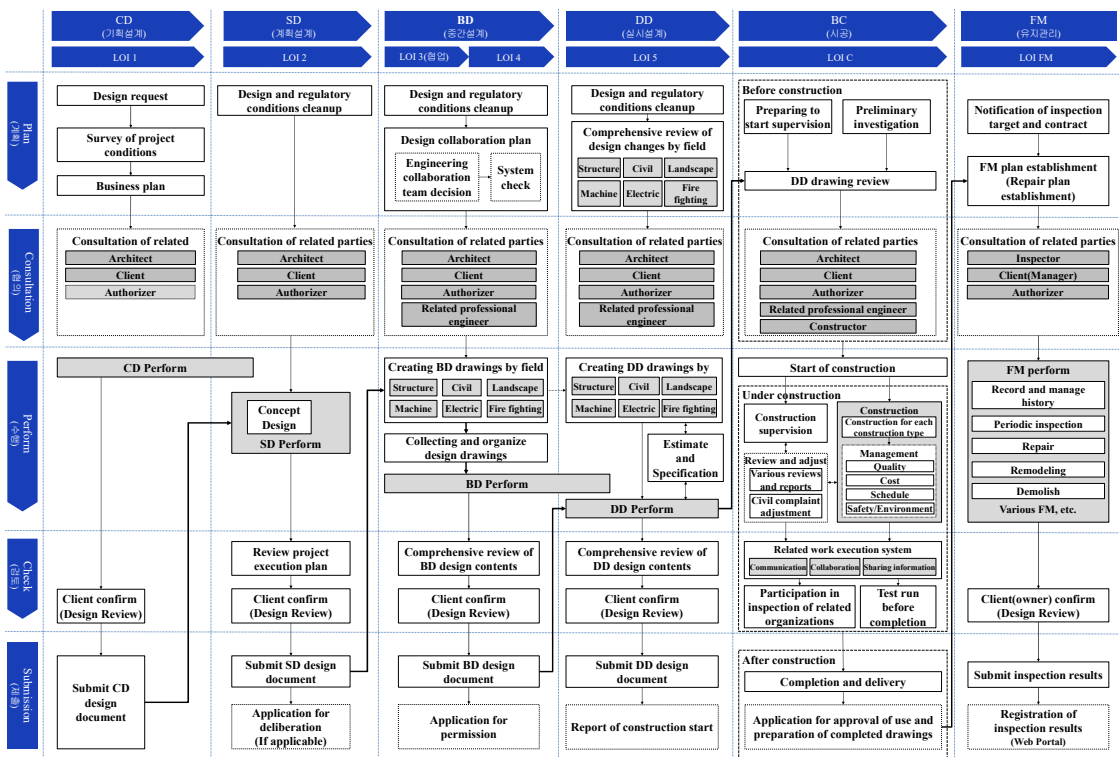 CD
(기획설계)
SD
(계획설계)
BD
(중간설계)
DD
(실시설계)
BC
(시공)
FM
(유지관리)
LOI 1
LOI 2
LOI 3(협업)
LOI 4
LOI 5
LOI C
LOI FM
Plan
(계획)
Design request
Survey of project
conditions
Business plan
Design and regulatory
conditions cleanup
Design and regulatory
conditions cleanup
Design collaboration plan
Engineering
collaboration
team decision
System
check
Design and regulatory
conditions cleanup
Comprehensive review of
design changes by field
Structure
Civil
Landscape
Machine
Electric
Fire
fighting
Before construction
Preparing to
start supervision
Preliminary
investigation
DD drawing review
Notification of inspection
target and contract
FM plan establishment
(Repair plan
establishment)
Consultation
(협의)
Consultation of related
Architect
Client
Authorizer
Consultation of related parties
Architect
Client
Authorizer
Consultation of related parties
Architect
Client
Authorizer
Related professional
engineer
Consultation of related parties
Architect
Client
Authorizer
Related professional
engineer
Consultation of related parties
Architect
Client
Authorizer
Related professional engineer
Constructor
Consultation of related parties
Inspector
Client(Manager)
Authorizer
Perform
(수행)
CD Perform
Concept
Design
SD Perform
Creating BD drawings by field
Structure
Civil
Landscape
Machine
Electric
Fire fighting
Collecting and organize
design drawings
BD Perform
Creating DD drawings by
Structure
Civil
Landscape
Machine
Electric
Fire fighting
Estimate
and
Specification
DD Perform
Start of construction
Under construction
Construction
supervision
Review and adjust
Various reviews
and reports
Civil complaint
adjustment
Construction
Construction for each
construction type
Management
Quality
Cost
Schedule
Safety/Environment
FM perform
Record and manage
history
Periodic inspection
Repair
Remodeling
Demolish
Various FM, etc.
Check
(검토)
Client confirm
(Design Review)
Review project
execution plan
Client confirm
(Design Review)
Comprehensive review of
BD design contents
Client confirm
(Design Review)
Comprehensive review of
DD design contents
Client confirm
(Design Review)
Related work execution system
Communication
Collaboration
Sharing information
Participation in
inspection of related
organizations
Test run
before
completion
Client(owner) confirm
(Design Review)
Submission
(제출)
Submit CD
design
document
Submit SD design
document
Application for
deliberation
(If applicable)
Submit BD design
document
Application for
permission
Submit DD design
document
Report of construction start
After construction
Completion and delivery
Application for approval of use and
preparation of completed drawings
Submit inspection results
Registration of
inspection results
(Web Portal)